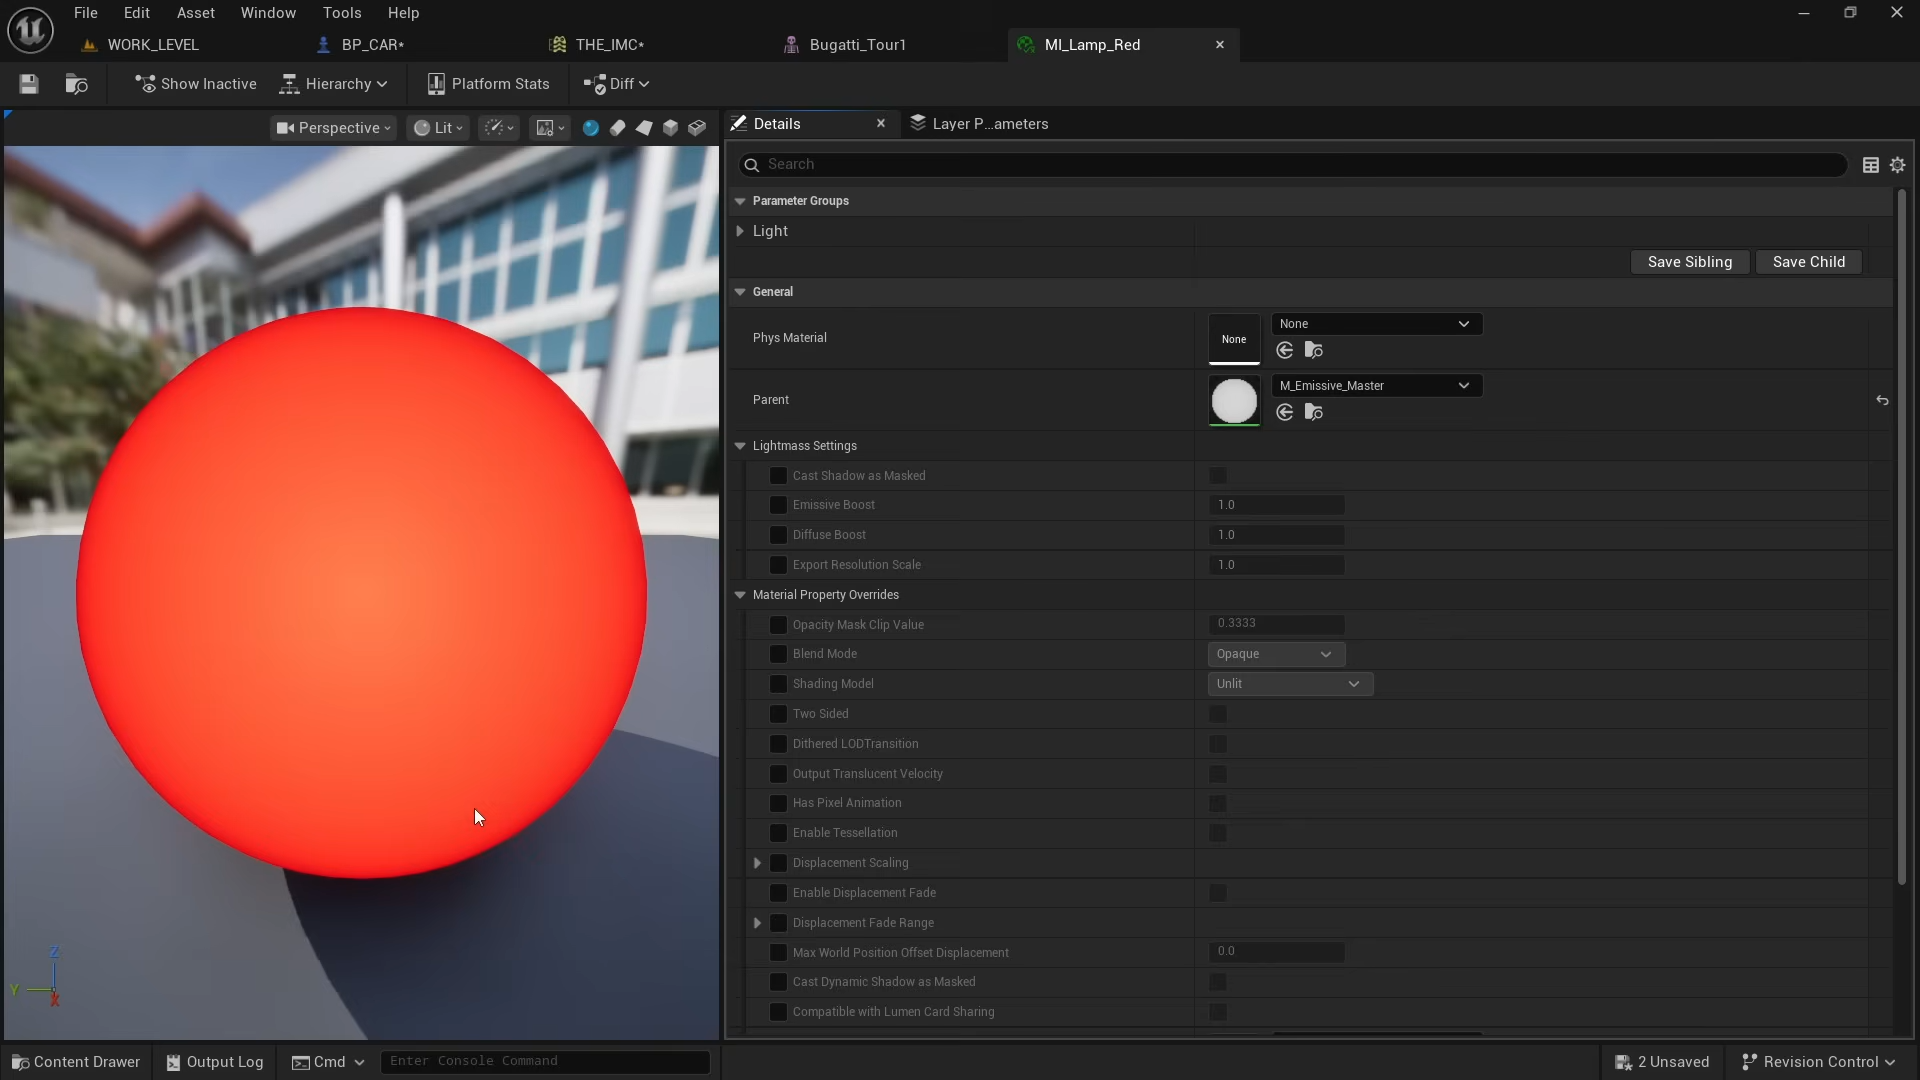 File Edit Asset Window Tools Help
WORK_LEVEL BP_CAR* THE_IMC* Bugatti_Tour1 MI_Lamp_Red
Show Inactive Hierarchy Platform Stats Diff
Perspective Lit
Details Layer P...ameters
Search
Parameter Groups
Light
Save Sibling Save Child
General
Phys Material None None
Parent M_Emissive_Master
Lightmass Settings
Cast Shadow as Masked
Emissive Boost 1.0
Diffuse Boost 1.0
Export Resolution Scale 1.0
Material Property Overrides
Opacity Mask Clip Value 0.3333
Blend Mode Opaque
Shading Model Unlit
Two Sided
Dithered LODTransition
Output Translucent Velocity
Has Pixel Animation
Enable Tessellation
Displacement Scaling
Enable Displacement Fade
Displacement Fade Range
Max World Position Offset Displacement 0.0
Cast Dynamic Shadow as Masked
Compatible with Lumen Card Sharing
Z
Y
X
Content Drawer Output Log Cmd Enter Console Command 2 Unsaved Revision Control